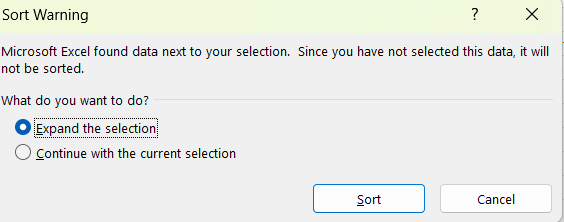 Sort Warning
?
Microsoft Excel found data next to your selection.  Since you have not selected this data, it will
not be sorted.
What do you want to do?
Expand the selection
Continue with the current selection
Sort
Cancel